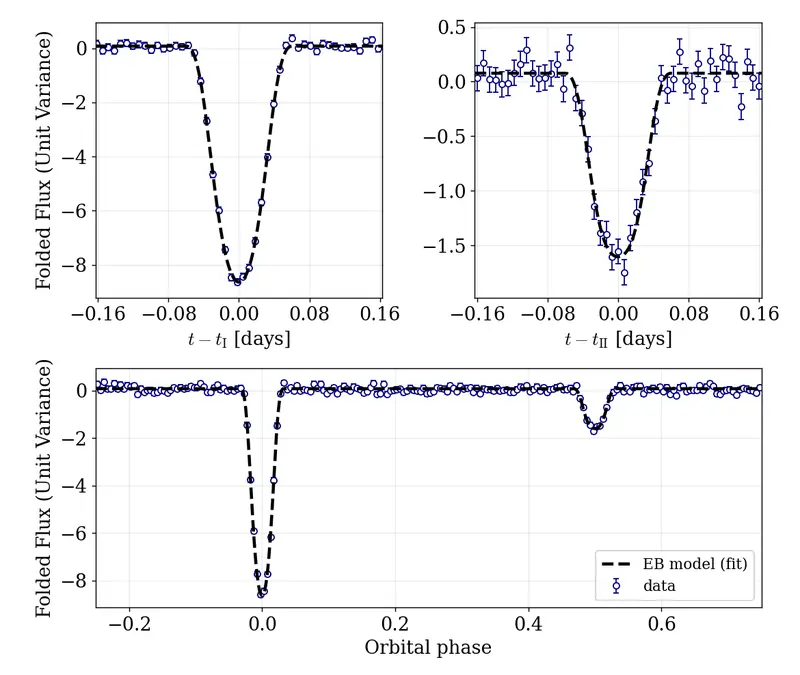 Folded Flux (Unit Variance)
0
−2
−4
−6
−8
−0.16 −0.08 0.00 0.08 0.16
t − tI [days]
0.5
0.0
−0.5
−1.0
−1.5
−0.16 −0.08 0.00 0.08 0.16
t − tII [days]
Folded Flux (Unit Variance)
0
−2
−4
−6
−8
−0.2 0.0 0.2 0.4 0.6
Orbital phase
EB model (fit)
data